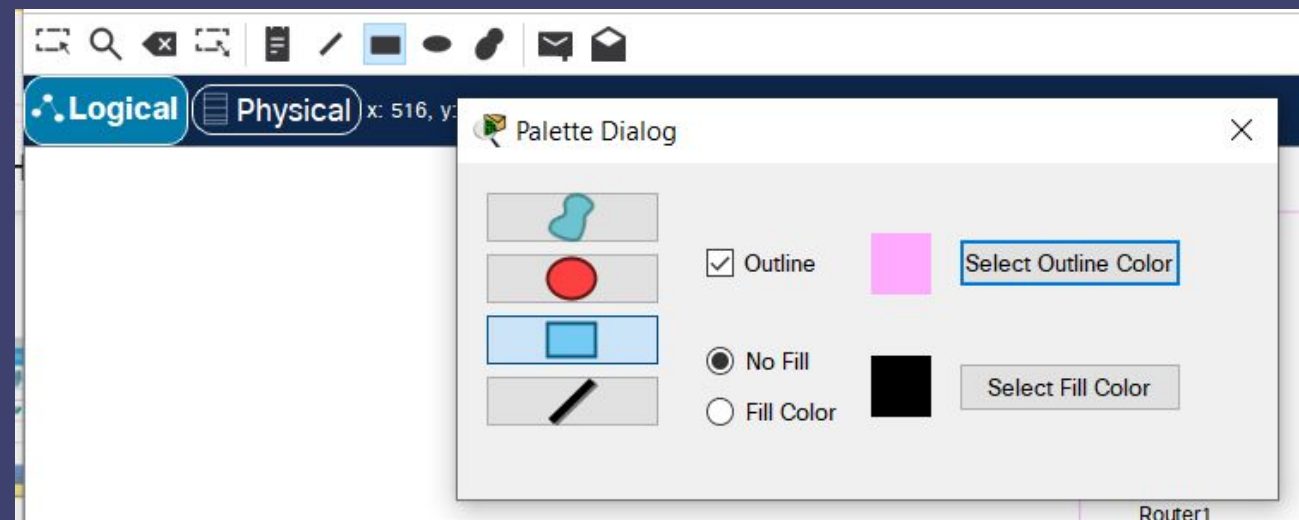 Logical Physical x: 516, y:
Palette Dialog
Outline Select Outline Color
No Fill
Fill Color Select Fill Color
Router1